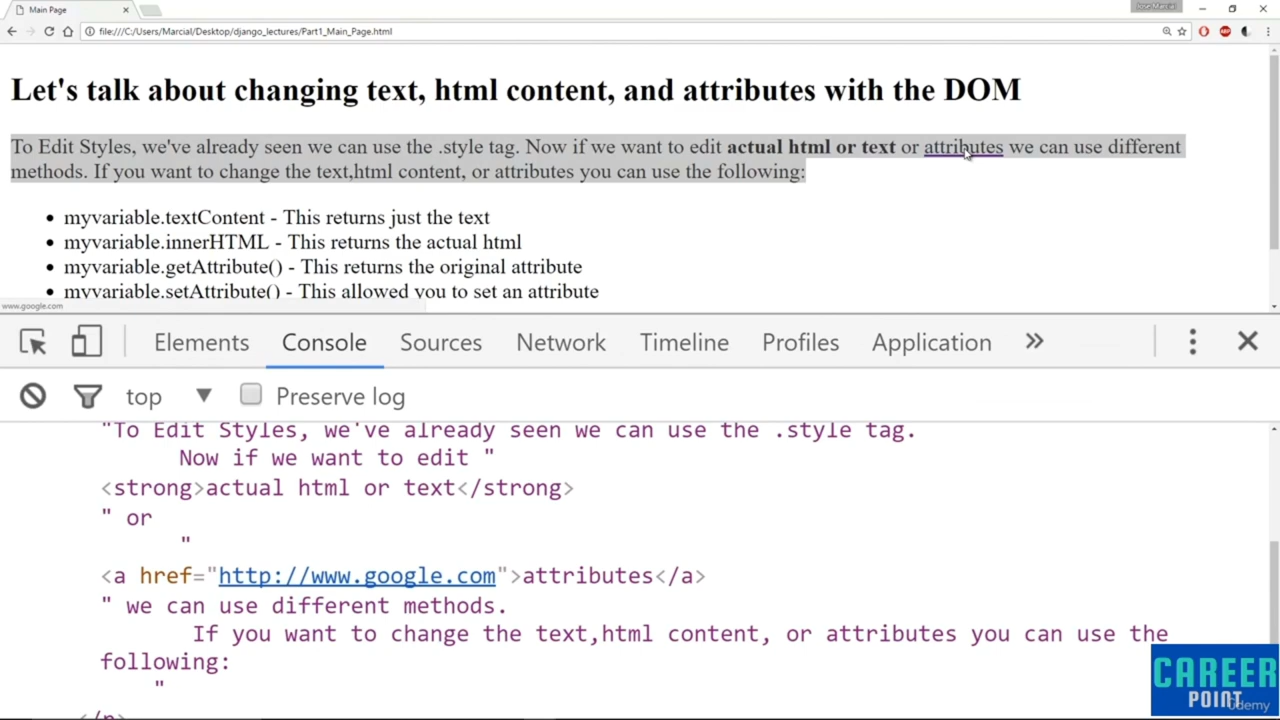 Main Page
Jose Marcial
file:///C:/Users/Marcial/Desktop/django_lectures/Part1_Main_Page.html
Let's talk about changing text, html content, and attributes with the DOM
To Edit Styles, we've already seen we can use the .style tag. Now if we want to edit actual html or text or attributes we can use different
methods. If you want to change the text,html content, or attributes you can use the following:
• myvariable.textContent - This returns just the text
• myvariable.innerHTML - This returns the actual html
• myvariable.getAttribute() - This returns the original attribute
• myvariable.setAttribute() - This allowed you to set an attribute
www.google.com
Elements Console Sources Network Timeline Profiles Application »
top Preserve log
"To Edit Styles, we've already seen we can use the .style tag.
Now if we want to edit "
<strong>actual html or text</strong>
" or
"
<a href="http://www.google.com">attributes</a>
" we can use different methods.
If you want to change the text,html content, or attributes you can use the
following:
"
</p>
CAREER
POINT
Udemy